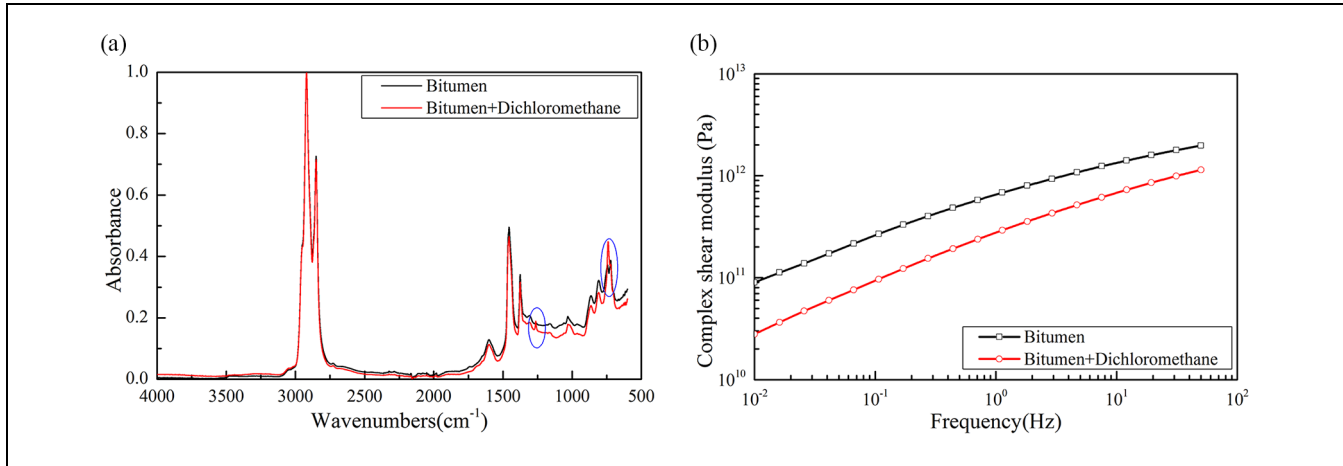 (a)
Bitumen
Bitumen+Dichloromethane
1.0
0.8
0.6
0.4
0.2
0.0
Absorbance
4000 3500 3000 2500 2000 1500 1000 500
Wavenumbers(cm⁻¹)
(b)
10¹³
10¹²
10¹¹
10¹⁰
Complex shear modulus (Pa)
Bitumen
Bitumen+Dichloromethane
10⁻² 10⁻¹ 10⁰ 10¹ 10²
Frequency(Hz)